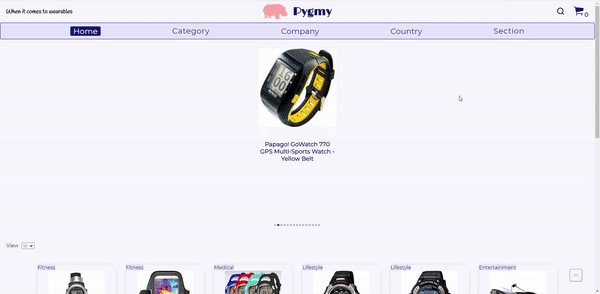 When it comes to wearables
Pygmy
0
Home Category Company Country Section
Papago! GoWatch 770
GPS Multi-Sports Watch -
Yellow Belt
View 10
Fitness Fitness Medical Lifestyle Lifestyle Entertainment